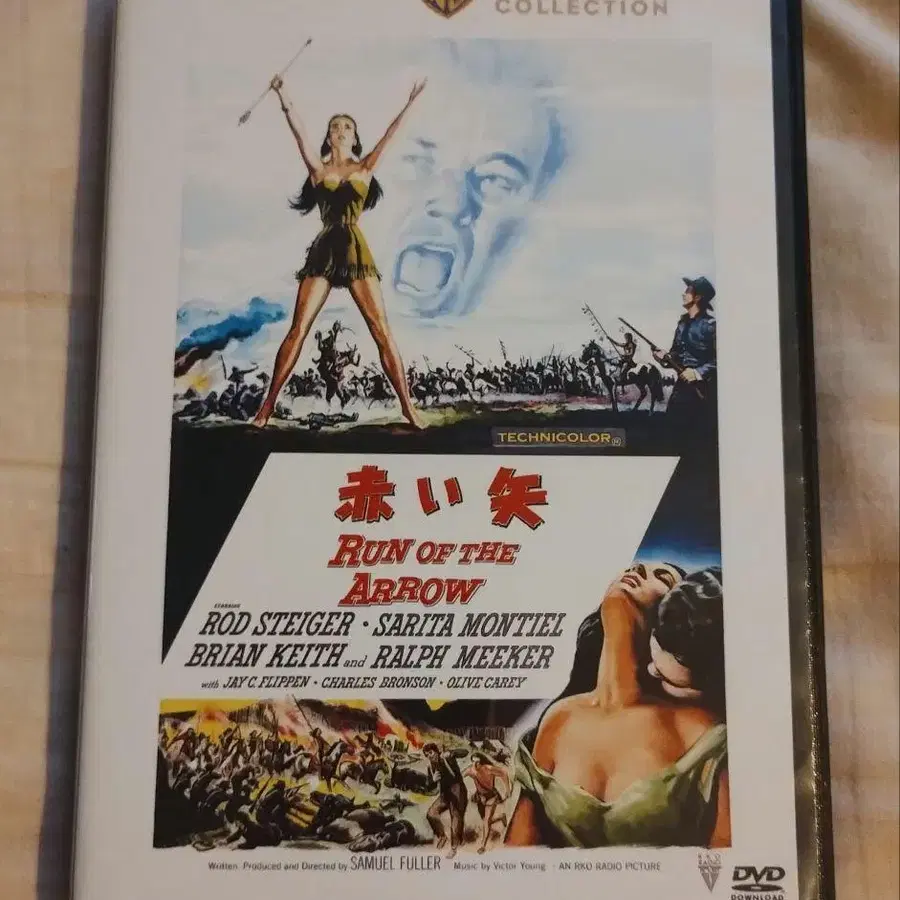 WB
COLLECTION
TECHNICOLOR®
赤い矢
RUN OF THE
ARROW
STARRING
ROD STEIGER · SARITA MONTIEL
BRIAN KEITH and RALPH MEEKER
with JAY C. FLIPPEN · CHARLES BRONSON · OLIVE CAREY
Written, Produced and Directed by SAMUEL FULLER Music by Victor Young · AN RKO RADIO PICTURE
DVD
DOWNLOAD